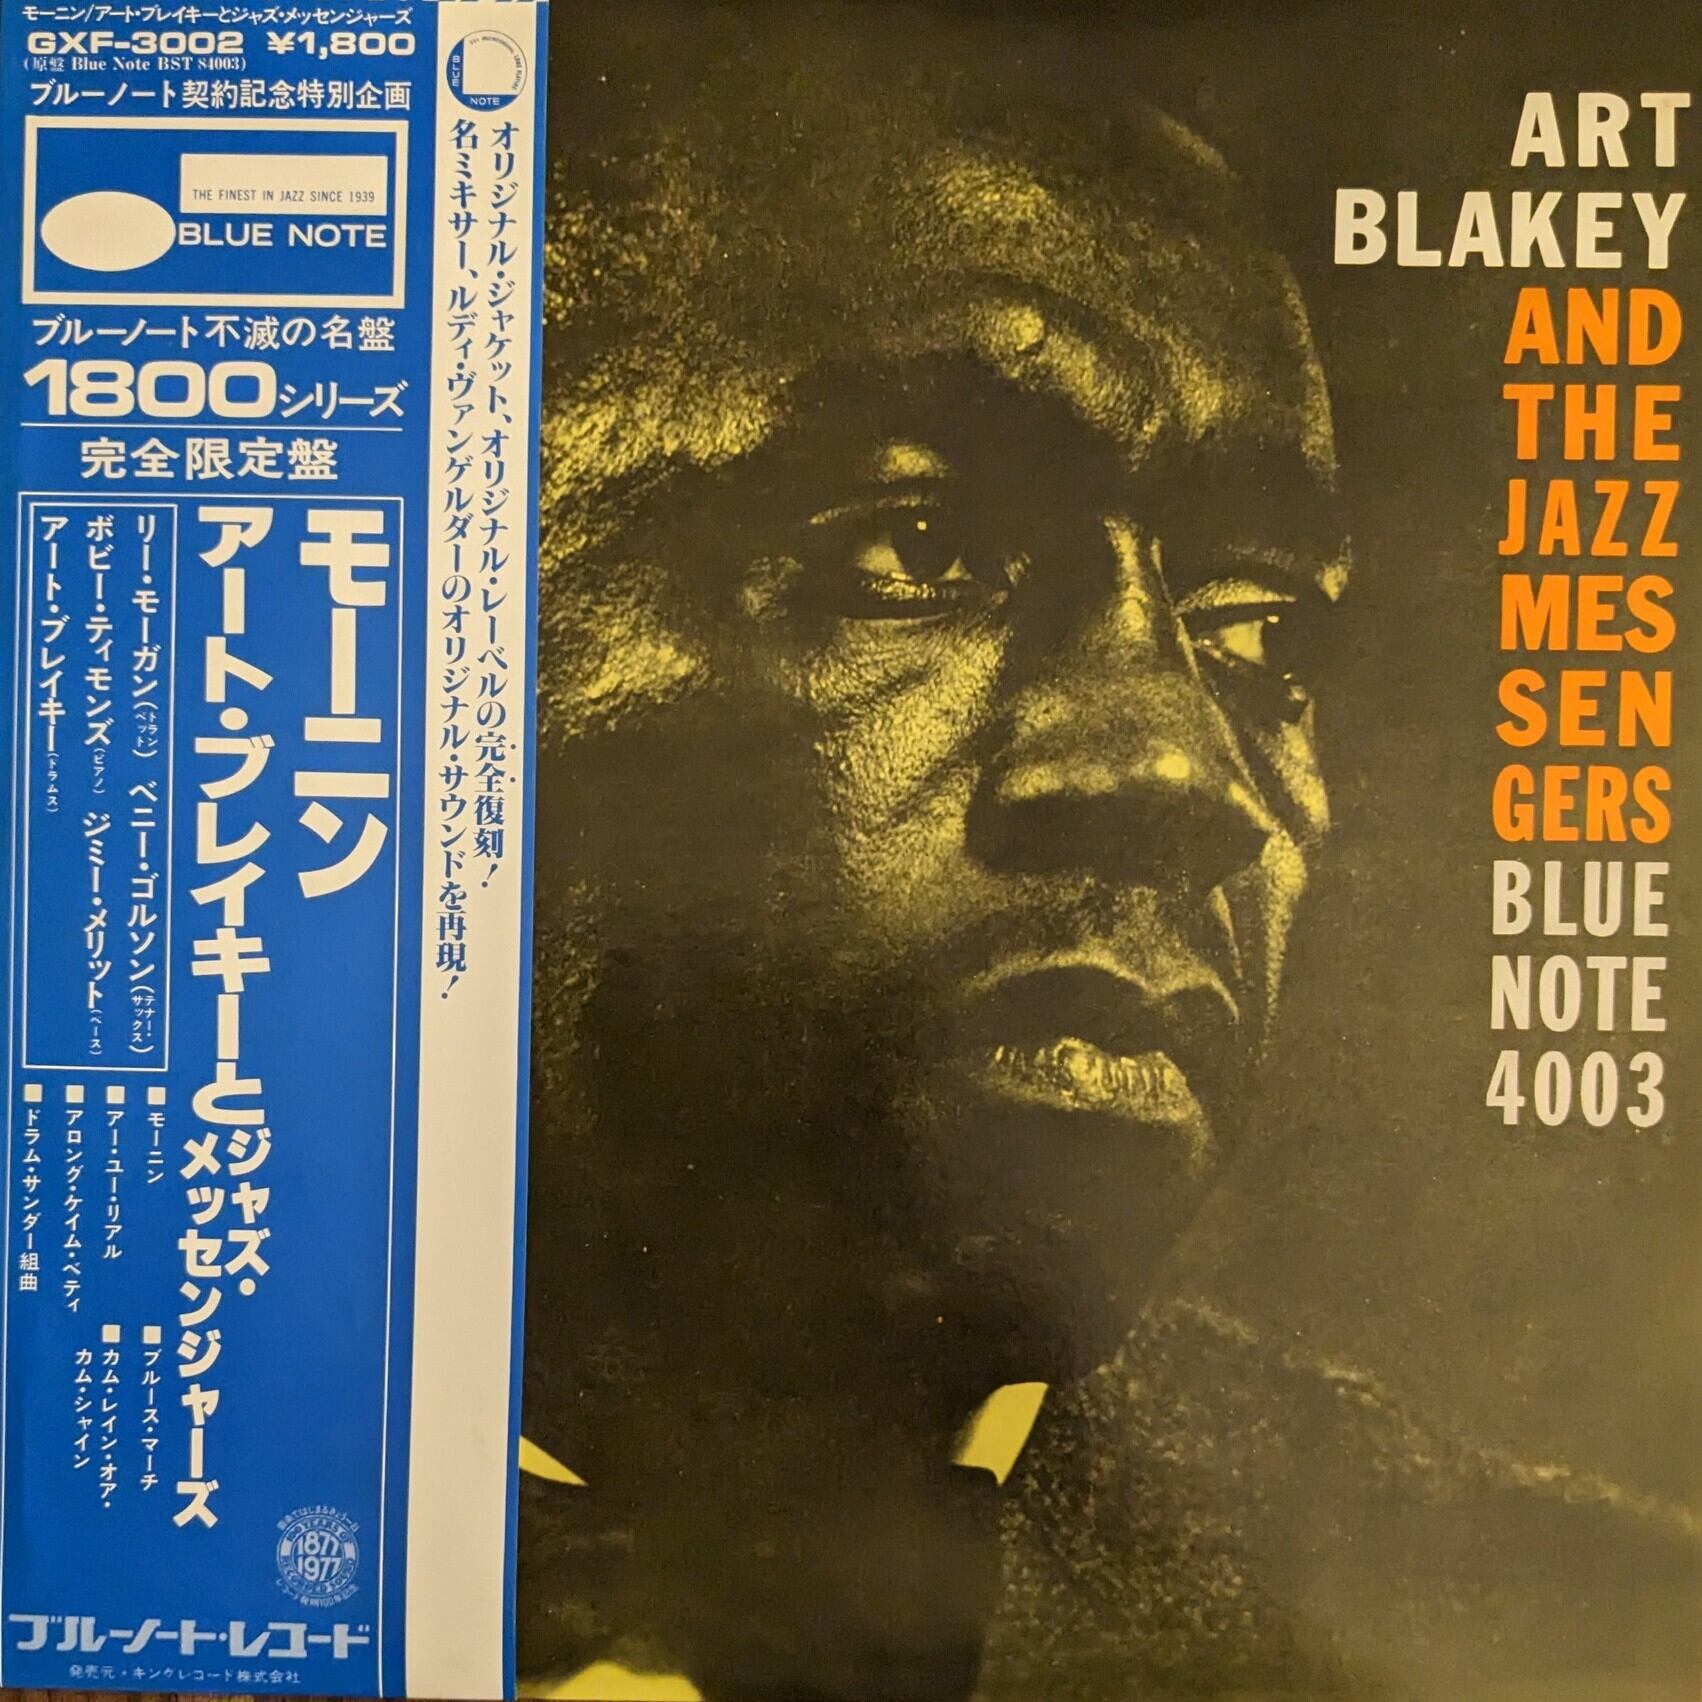 モーニン/アート・ブレイキーとジャズ・メッセンジャーズ
GXF-3002 ¥1,800
(原盤 Blue Note BST 84003)
ブルーノート契約記念特別企画
THE FINEST IN JAZZ SINCE 1939
BLUE NOTE
ブルーノート不滅の名盤
1800シリーズ
完全限定盤
モーニン
アート・ブレイキーとジャズ・メッセンジャーズ
リー・モーガン(トランペット) ベニー・ゴルソン(テナー・サックス)
ボビー・ティモンズ(ピアノ) ジミー・メリット(ベース)
アート・ブレイキー(ドラムス)
■モーニン
■アー・ユー・リアル
■アロング・ケイム・ベティ
■ドラム・サンダー組曲
■ブルース・マーチ
■カム・レイン・オア・
カム・シャイン
1877
1977
ブルーノート・レコード
発売元・キングレコード株式会社
BLUE
NOTE
オリジナル・ジャケット、オリジナル・レーベルの完全復刻!
名ミキサー、ルディ・ヴァンゲルダーのオリジナル・サウンドを再現!
ART
BLAKEY
AND
THE
JAZZ
MES
SEN
GERS
BLUE
NOTE
4003